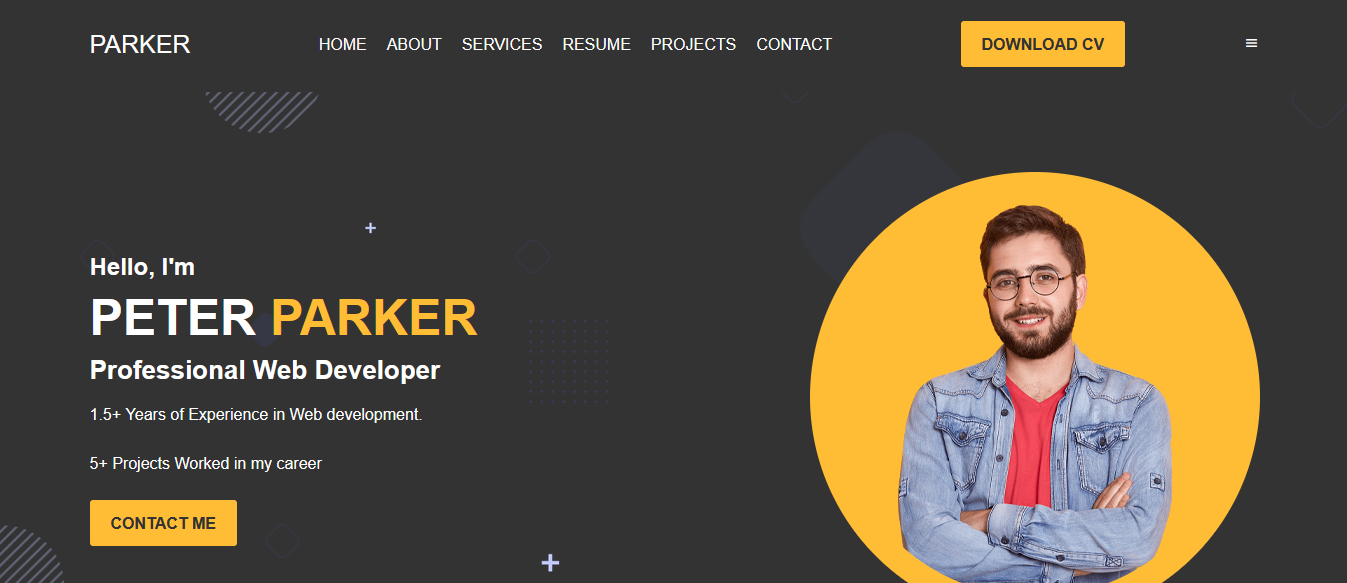 PARKER HOME ABOUT SERVICES RESUME PROJECTS CONTACT DOWNLOAD CV
Hello, I'm
PETER PARKER
Professional Web Developer
1.5+ Years of Experience in Web development.
5+ Projects Worked in my career
CONTACT ME